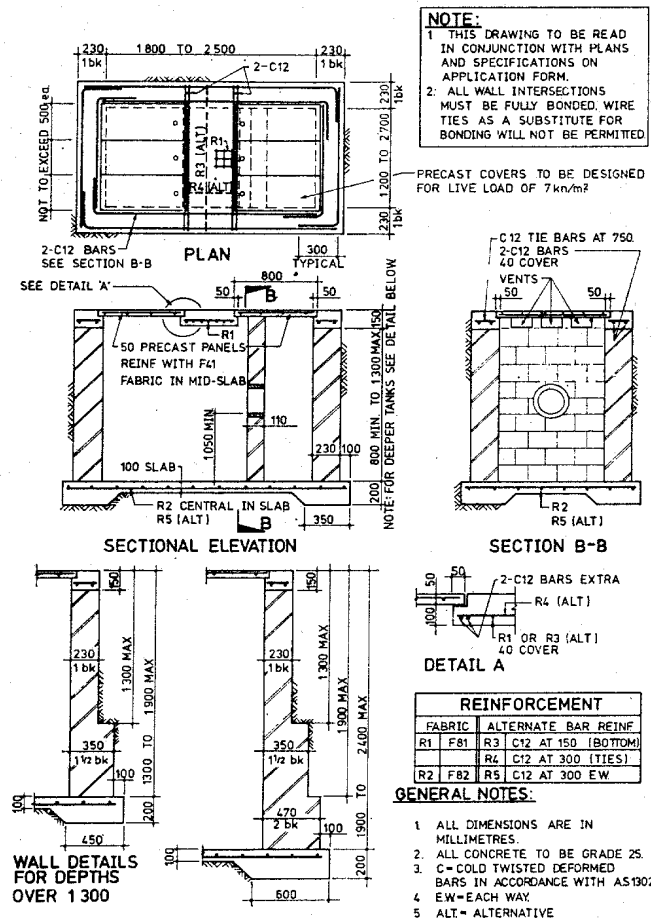 230
1800 TO 2500
230
1bk
1bk
2-C12
NOT TO EXCEED 500 ea.
R1
R3 (ALT)
R4 (ALT)
230
1bk
1200 TO 2700
230
1bk
2-C12 BARS
SEE SECTION B-B
PLAN
300
TYPICAL
NOTE:
1 THIS DRAWING TO BE READ
IN CONJUNCTION WITH PLANS
AND SPECIFICATIONS ON
APPLICATION FORM.
2. ALL WALL INTERSECTIONS
MUST BE FULLY BONDED. WIRE
TIES AS A SUBSTITUTE FOR
BONDING WILL NOT BE PERMITTED
PRECAST COVERS TO BE DESIGNED
FOR LIVE LOAD OF 7kn/m²
SEE DETAIL 'A'
800
50
B
50
R1
50 PRECAST PANELS
REINF WITH F41
FABRIC IN MID-SLAB
1050 MIN.
110
230
100
100 SLAB
R2 CENTRAL IN SLAB
R5 (ALT)
B
350
150
800 MIN. TO 1300 MAX
200
NOTE: FOR DEEPER TANKS SEE DETAIL BELOW
SECTIONAL ELEVATION
C12 TIE BARS AT 750.
2-C12 BARS
40 COVER
VENTS
50
50
R2
R5 (ALT)
SECTION B-B
150
1300 MAX
1300 TO 1900 MAX
230
1 bk
350
1½ bk
100
100
200
450
WALL DETAILS
FOR DEPTHS
OVER 1300
150
1300 MAX
1900 MAX
1900 TO 2400 MAX
230
1 bk
350
1½ bk
470
2 bk
100
100
200
600
50
50
100
2-C12 BARS EXTRA
R4 (ALT)
R1 OR R3 (ALT)
40 COVER
DETAIL A
REINFORCEMENT
FABRIC ALTERNATE BAR REINF
R1 F81 R3 C12 AT 150 (BOTTOM)
R4 C12 AT 300 (TIES)
R2 F82 R5 C12 AT 300 EW
GENERAL NOTES:
1. ALL DIMENSIONS ARE IN
MILLIMETRES.
2. ALL CONCRETE TO BE GRADE 25.
3. C=COLD TWISTED DEFORMED
BARS IN ACCORDANCE WITH AS1302
4 E.W=EACH WAY.
5 ALT= ALTERNATIVE